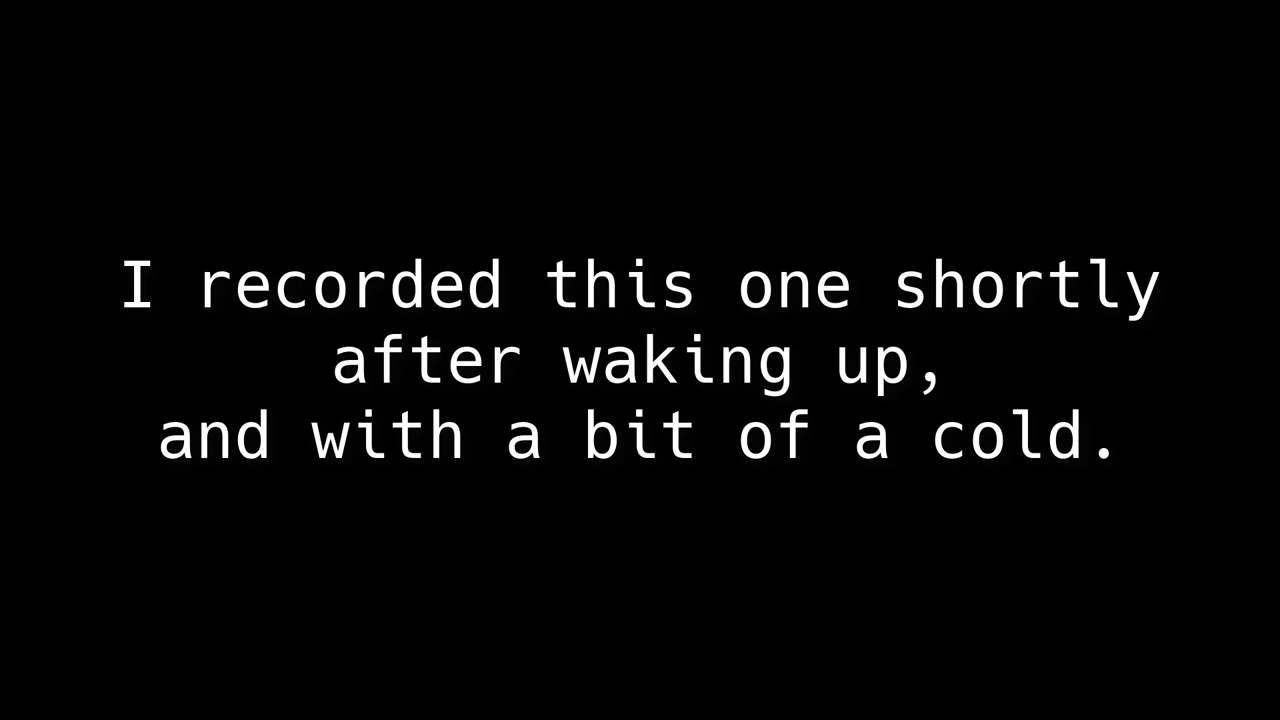 I recorded this one shortly
after waking up,
and with a bit of a cold.